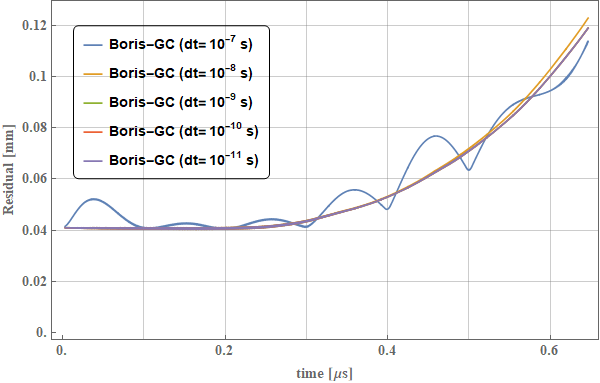 0.12
0.1
0.08
0.06
0.04
0.02
0.
Residual [mm]
Boris–GC (dt= 10⁻⁷ s)
Boris–GC (dt= 10⁻⁸ s)
Boris–GC (dt= 10⁻⁹ s)
Boris–GC (dt= 10⁻¹⁰ s)
Boris–GC (dt= 10⁻¹¹ s)
0. 0.2 0.4 0.6
time [μs]